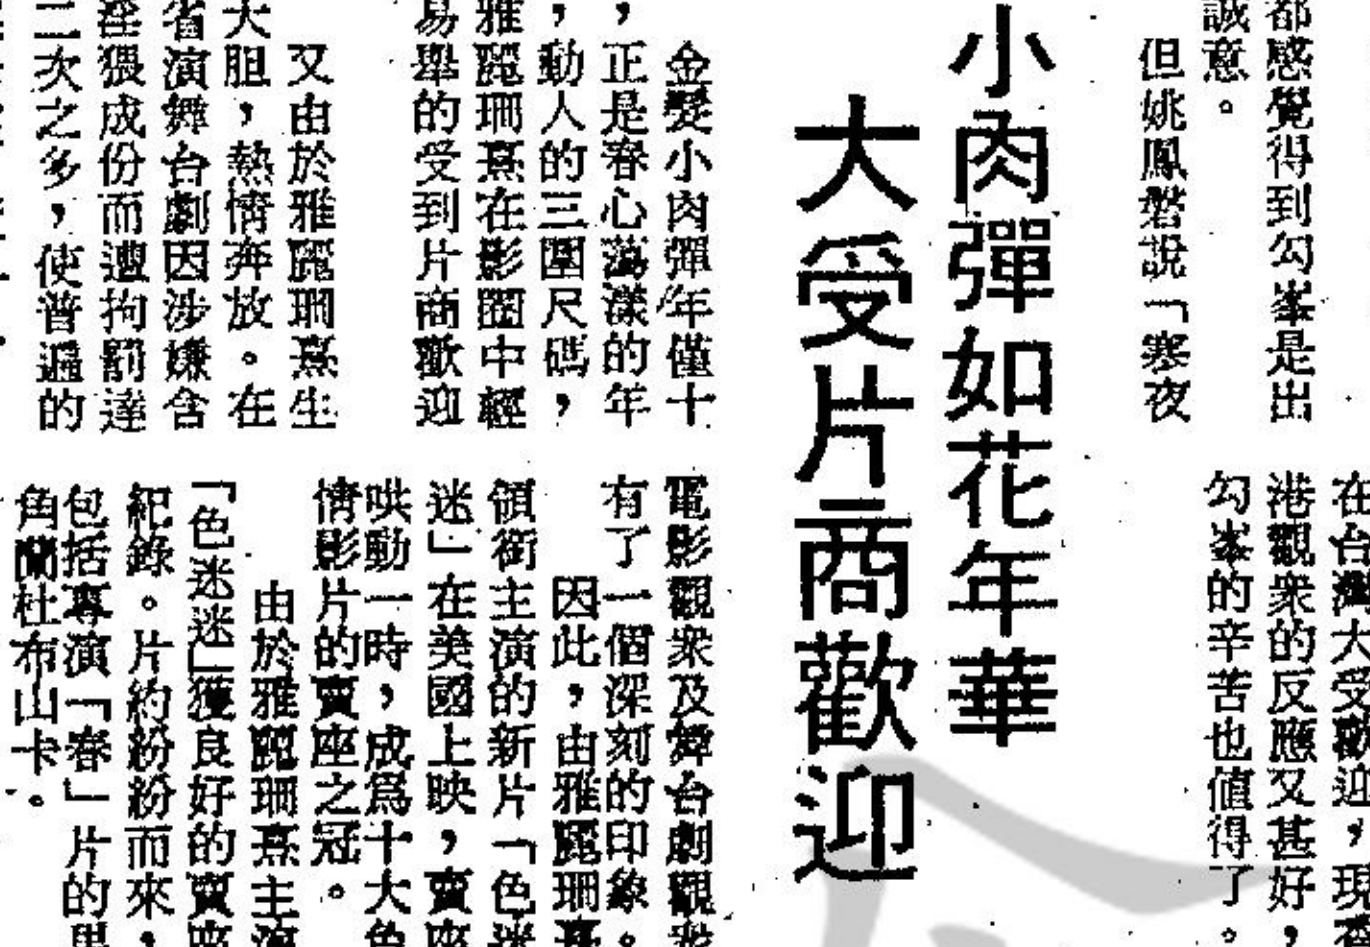 都感覺得到勾峯是出
誠意。
但姚鳳磐說「寒夜
在台灣大受歡迎,現
港觀衆的反應又甚好,
勾峯的辛苦也値得了。
小肉彈如花年華
大受片商歡迎
金髮小肉彈年僅十
,正是春心蕩漾的年
,動人的三圍尺碼,
雅麗珊熹在影圈中輕
易舉的受到片商歡迎
又由於雅麗珊熹生
大胆,熱情奔放。在
省演舞台劇因涉嫌含
淫猥成份而遭拘罰達
二次之多,使普遍的
電影觀衆及舞台劇觀衆
有了一個深刻的印象。
因此,由雅麗珊熹
領銜主演的新片「色迷
迷」在美國上映,賣座
哄動一時,成爲十大色
情影片的賣座之冠。
由於雅麗珊熹主演
「色迷迷」獲良好的賣座
紀錄。片約紛紛而來,
包括專演「春」片的男
角蘭杜布山卡。